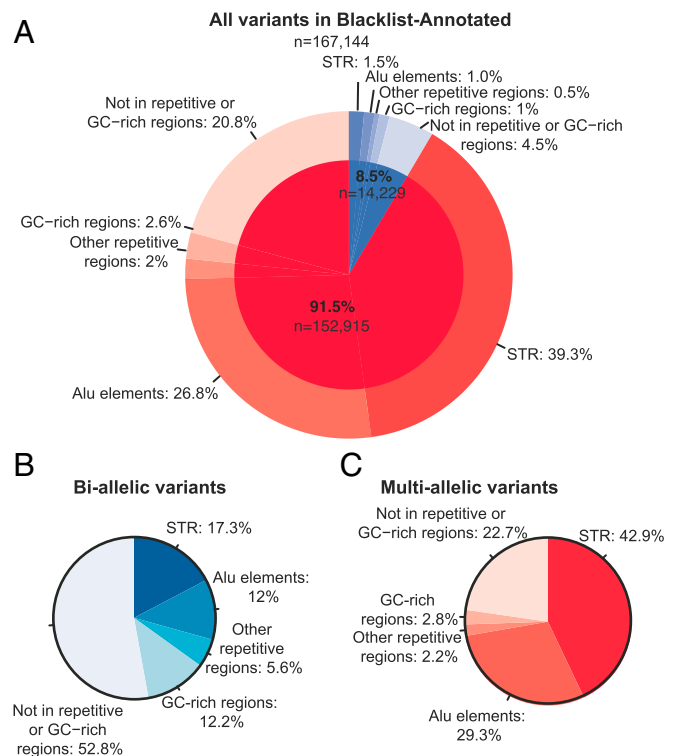 A
All variants in Blacklist-Annotated
n=167,144
STR: 1.5%
Alu elements: 1.0%
Other repetitive regions: 0.5%
GC−rich regions: 1%
Not in repetitive or GC−rich
regions: 4.5%
Not in repetitive or
GC−rich regions: 20.8%
8.5%
n=14,229
GC−rich regions: 2.6%
Other repetitive
regions: 2%
91.5%
n=152,915
STR: 39.3%
Alu elements: 26.8%
B
Bi-allelic variants
STR: 17.3%
Alu elements:
12%
Other
repetitive
regions: 5.6%
GC-rich regions:
12.2%
Not in repetitive
or GC−rich
regions: 52.8%
C
Multi-allelic variants
Not in repetitive or
GC−rich regions: 22.7%
STR: 42.9%
GC-rich
regions: 2.8%
Other repetitive
regions: 2.2%
Alu elements:
29.3%